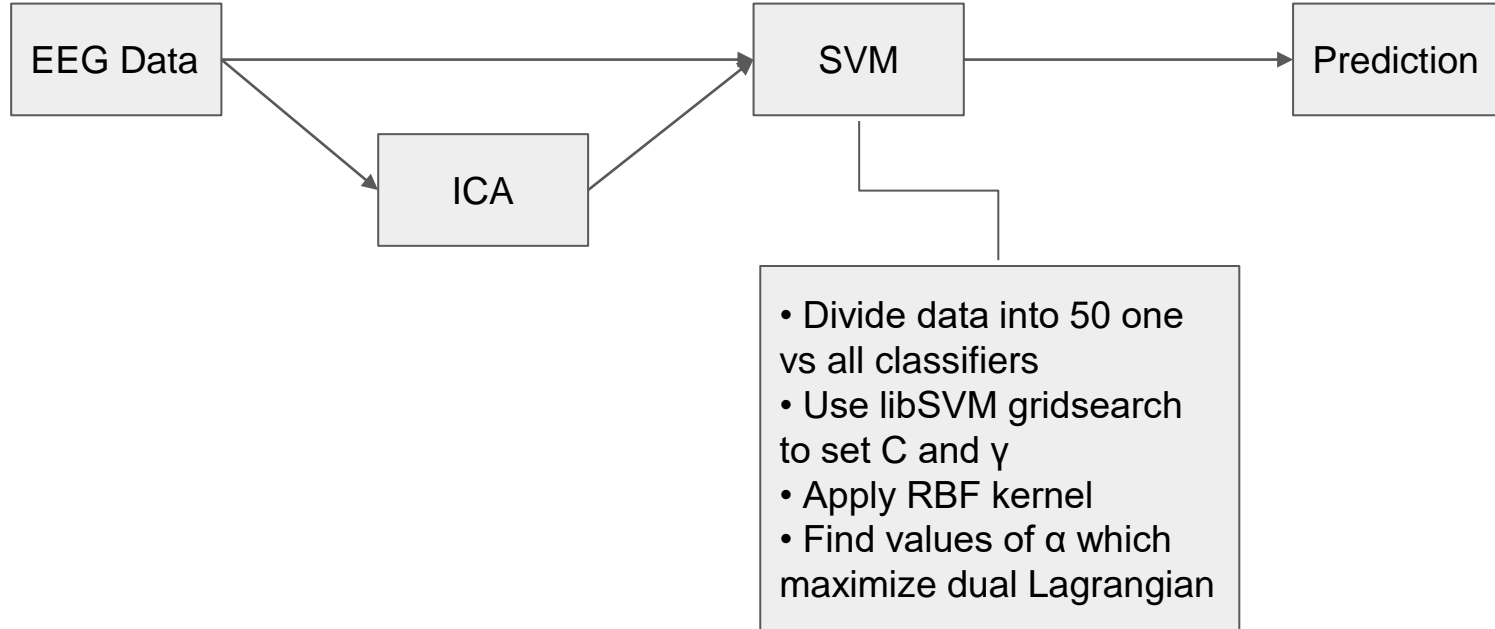 EEG Data
SVM
Prediction
ICA
• Divide data into 50 one
vs all classifiers
• Use libSVM gridsearch
to set C and γ
• Apply RBF kernel
• Find values of α which
maximize dual Lagrangian